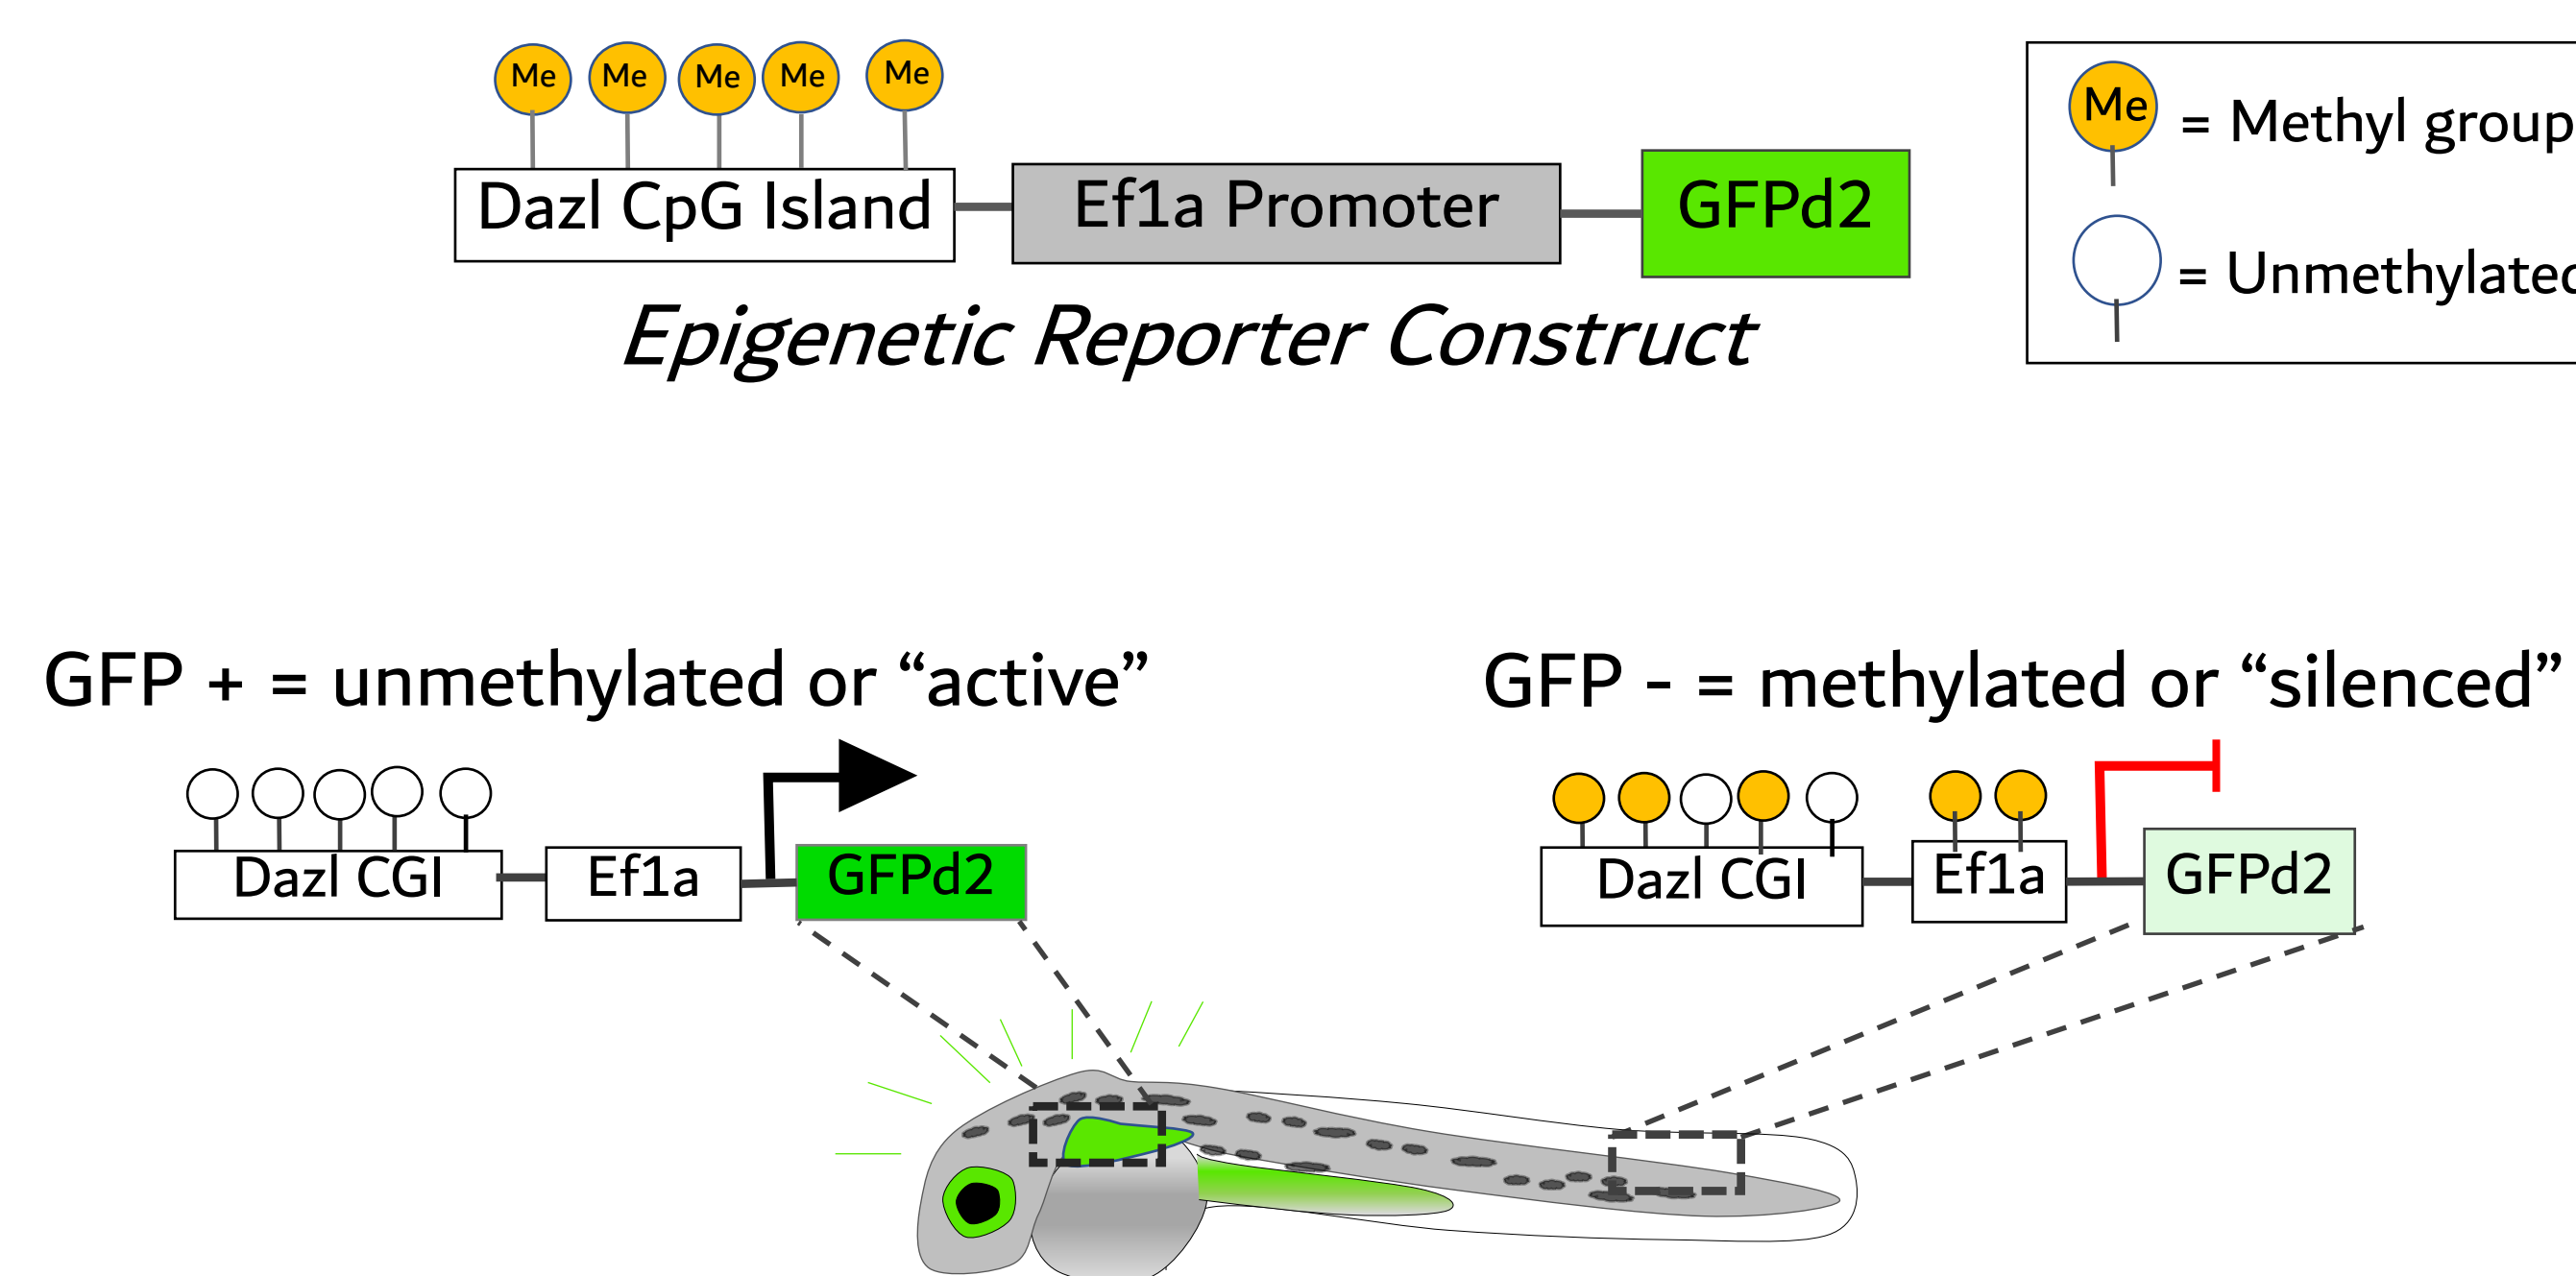 Me Me Me Me Me
Dazl CpG Island
Ef1a Promoter
GFPd2
Epigenetic Reporter Construct
Me = Methyl group
= Unmethylated
GFP + = unmethylated or “active”
Dazl CGI
Ef1a
GFPd2
GFP - = methylated or “silenced”
Dazl CGI
Ef1a
GFPd2